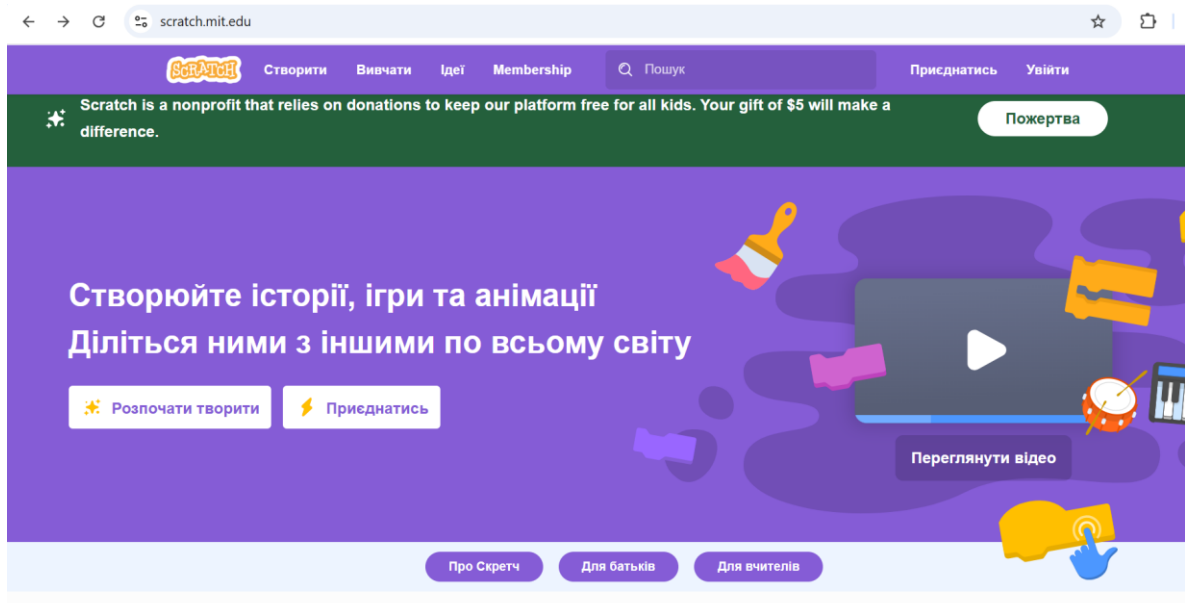 scratch.mit.edu
SCRATCH Створити Вивчати Ідеї Membership Пошук Приєднатись Увійти
Scratch is a nonprofit that relies on donations to keep our platform free for all kids. Your gift of $5 will make a
difference.
Пожертва
Створюйте історії, ігри та анімації
Діліться ними з іншими по всьому світу
Розпочати творити Приєднатись
Переглянути відео
Про Скретч Для батьків Для вчителів